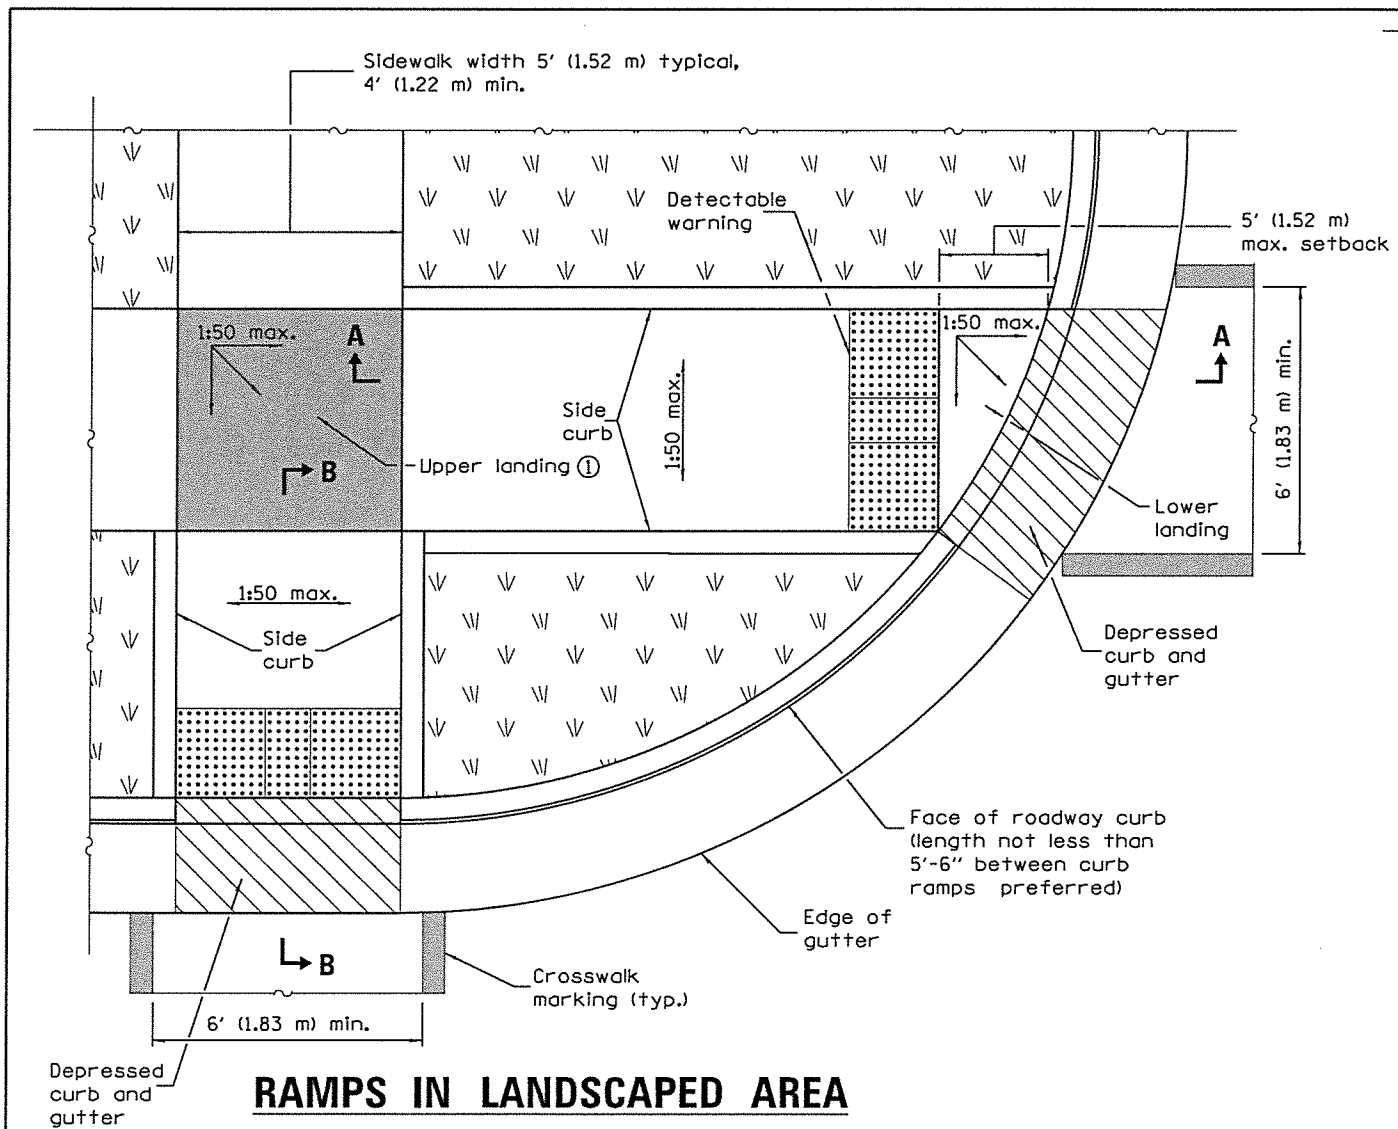 Sidewalk width 5' (1.52 m) typical,
4' (1.22 m) min.
Detectable
warning
5' (1.52 m)
max. setback
1:50 max.
A
1:50 max.
A
Side
curb
1:50 max.
6' (1.83 m) min.
Upper landing ①
B
Lower
landing
1:50 max.
Side
curb
Depressed
curb and
gutter
Face of roadway curb
(length not less than
5'-6" between curb
ramps preferred)
Edge of
gutter
B
Crosswalk
marking (typ.)
6' (1.83 m) min.
Depressed
curb and
gutter
RAMPS IN LANDSCAPED AREA